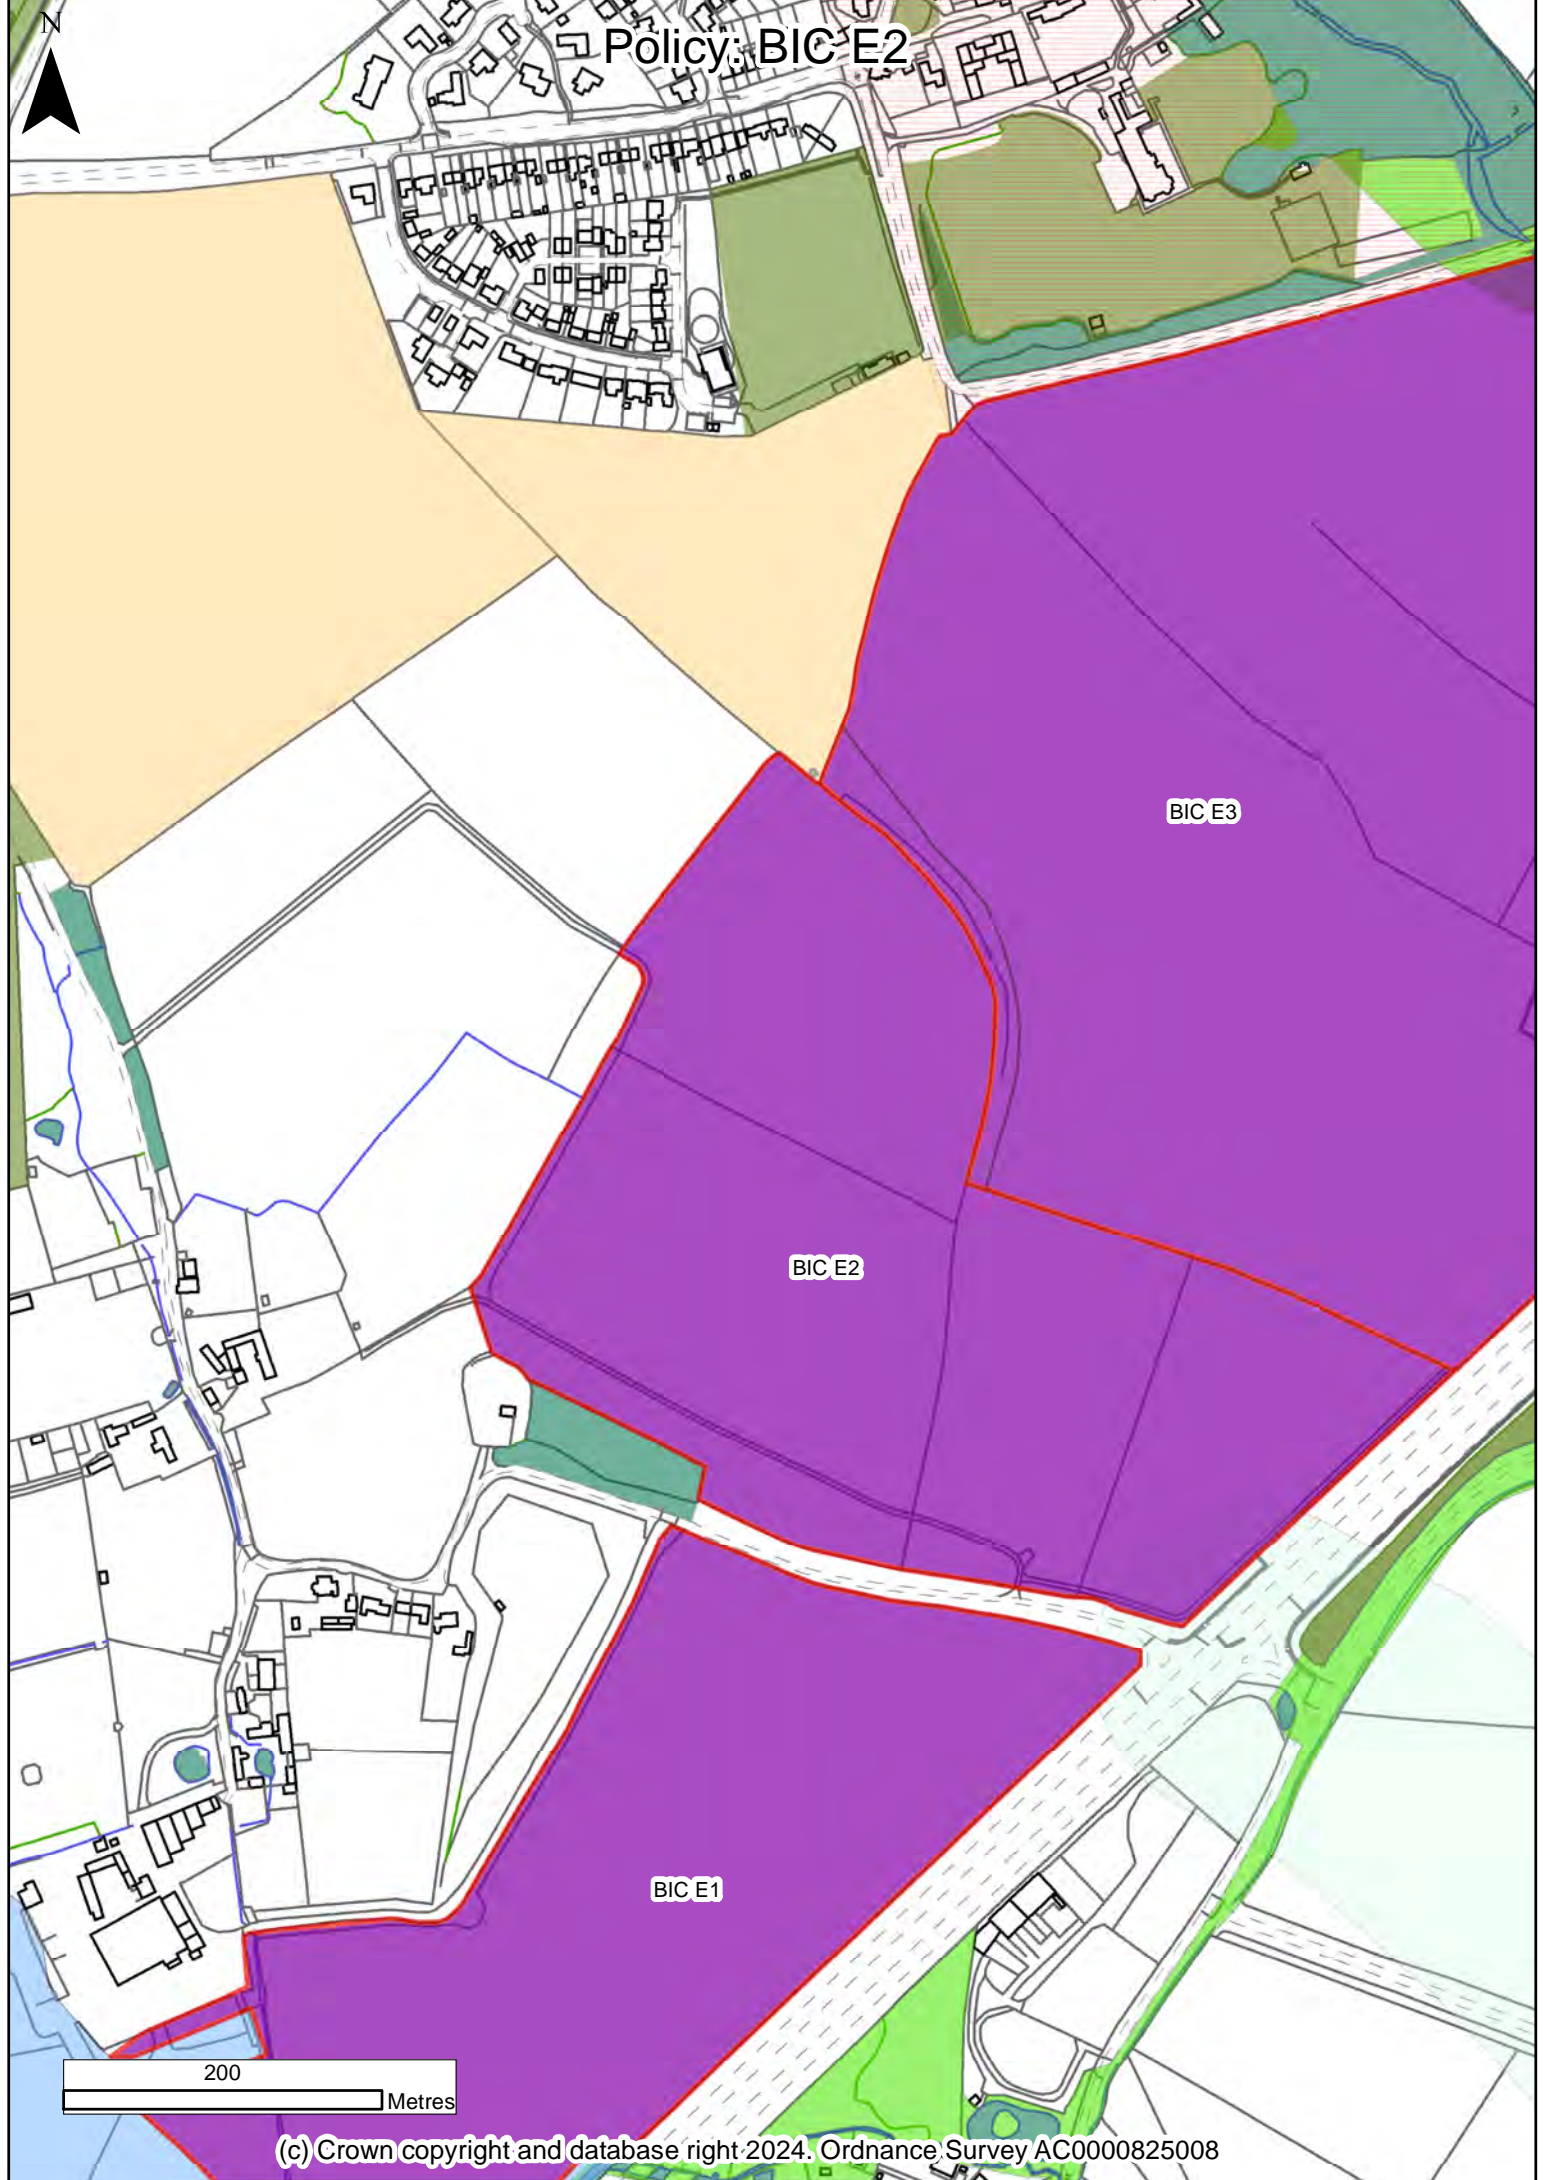 N
Policy: BIC E2
BIC E3
BIC E2
BIC E1
200
Metres
(c) Crown copyright and database right 2024. Ordnance Survey AC0000825008